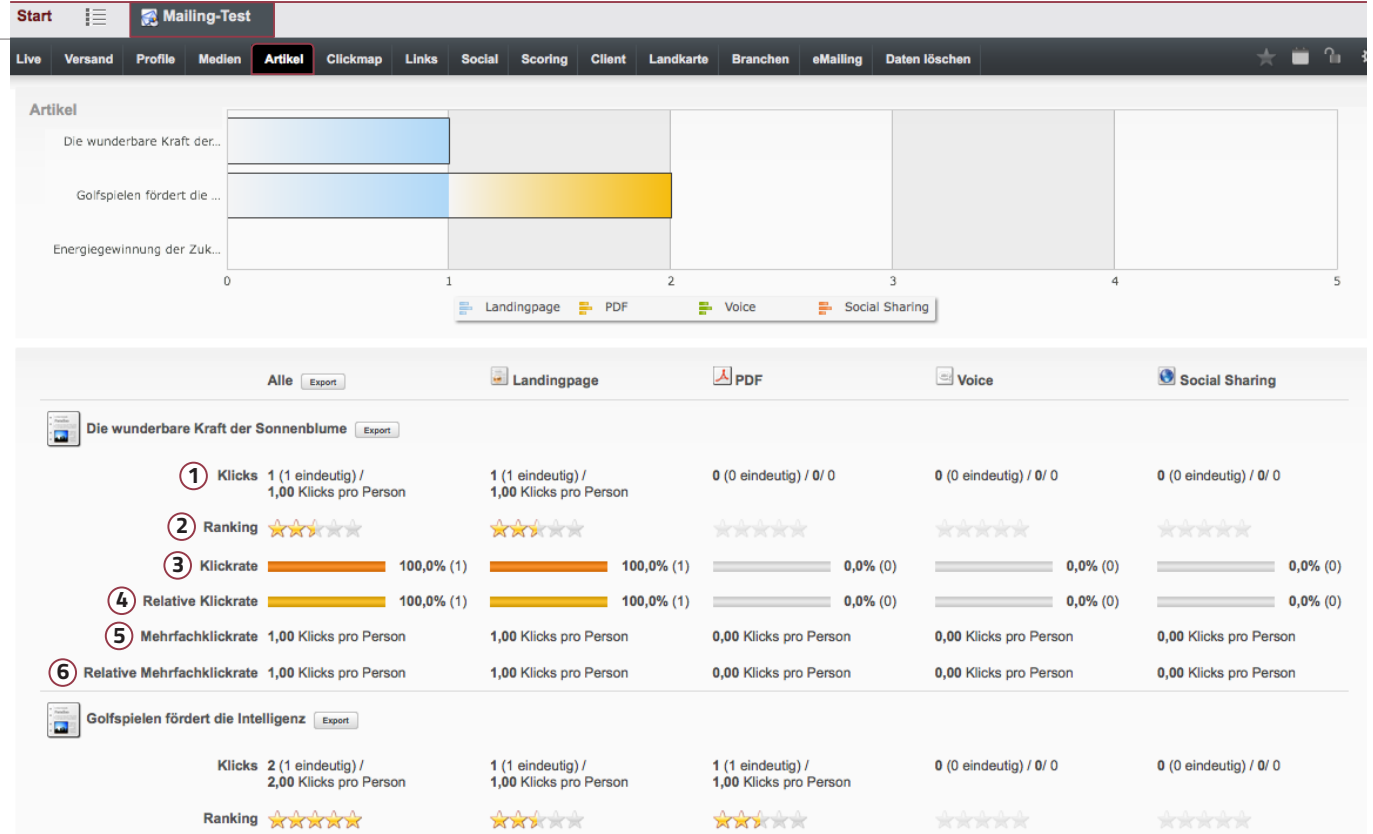 Start Mailing-Test
Live Versand Profile Medien Artikel Clickmap Links Social Scoring Client Landkarte Branchen eMailing Daten löschen
Artikel
Die wunderbare Kraft der...
Golfspielen fördert die ...
Energiegewinnung der Zuk...
0 1 2 3 4 5
Landingpage PDF Voice Social Sharing
Alle Export Landingpage PDF Voice Social Sharing
Die wunderbare Kraft der Sonnenblume Export
1 Klicks 1 (1 eindeutig) / 1 (1 eindeutig) / 0 (0 eindeutig) / 0/ 0 0 (0 eindeutig) / 0/ 0 0 (0 eindeutig) / 0/ 0
1,00 Klicks pro Person 1,00 Klicks pro Person
2 Ranking
3 Klickrate 100,0% (1) 100,0% (1) 0,0% (0) 0,0% (0) 0,0% (0)
4 Relative Klickrate 100,0% (1) 100,0% (1) 0,0% (0) 0,0% (0) 0,0% (0)
5 Mehrfachklickrate 1,00 Klicks pro Person 1,00 Klicks pro Person 0,00 Klicks pro Person 0,00 Klicks pro Person 0,00 Klicks pro Person
6 Relative Mehrfachklickrate 1,00 Klicks pro Person 1,00 Klicks pro Person 0,00 Klicks pro Person 0,00 Klicks pro Person 0,00 Klicks pro Person
Golfspielen fördert die Intelligenz Export
Klicks 2 (1 eindeutig) / 1 (1 eindeutig) / 1 (1 eindeutig) / 0 (0 eindeutig) / 0/ 0 0 (0 eindeutig) / 0/ 0
2,00 Klicks pro Person 1,00 Klicks pro Person 1,00 Klicks pro Person
Ranking